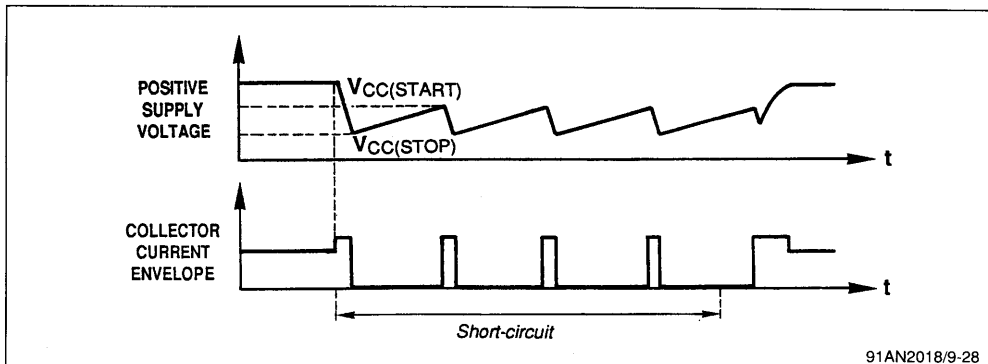 POSITIVE
SUPPLY
VOLTAGE
VCC(START)
VCC(STOP)
t
COLLECTOR
CURRENT
ENVELOPE
t
Short-circuit
91AN2018/9-28